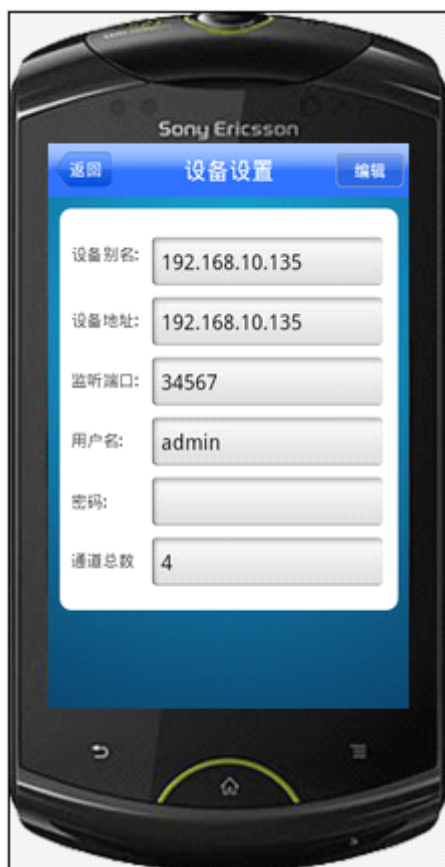 Sony Ericsson
返回 设备设置 编辑
设备别名: 192.168.10.135
设备地址: 192.168.10.135
监听端口: 34567
用户名: admin
密码:
通道总数 4